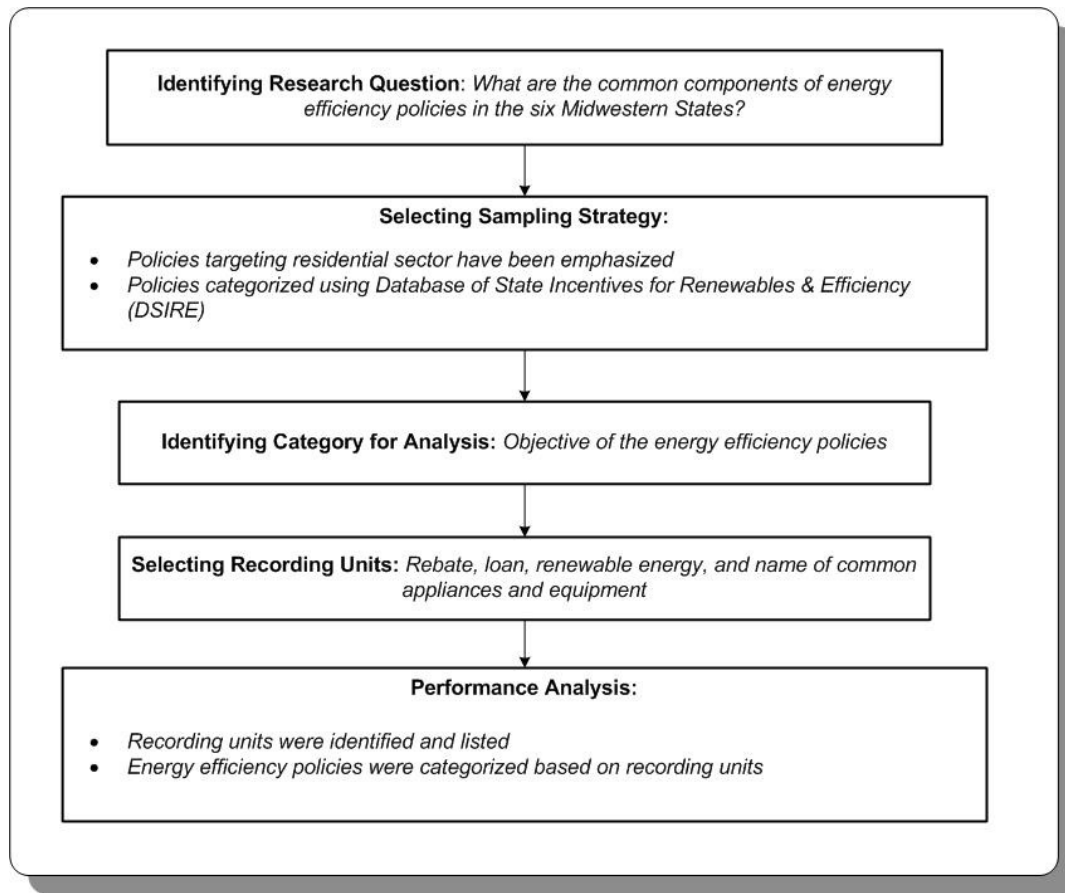 Identifying Research Question: What are the common components of energy
efficiency policies in the six Midwestern States?
Selecting Sampling Strategy:
• Policies targeting residential sector have been emphasized
• Policies categorized using Database of State Incentives for Renewables & Efficiency
(DSIRE)
Identifying Category for Analysis: Objective of the energy efficiency policies
Selecting Recording Units: Rebate, loan, renewable energy, and name of common
appliances and equipment
Performance Analysis:
• Recording units were identified and listed
• Energy efficiency policies were categorized based on recording units